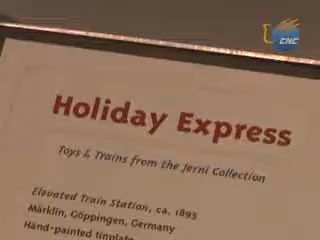 CNC
Holiday Express
Toys & Trains from the Jerni Collection
Elevated Train Station, ca. 1893
Märklin, Göppingen, Germany
Hand-painted tinplate